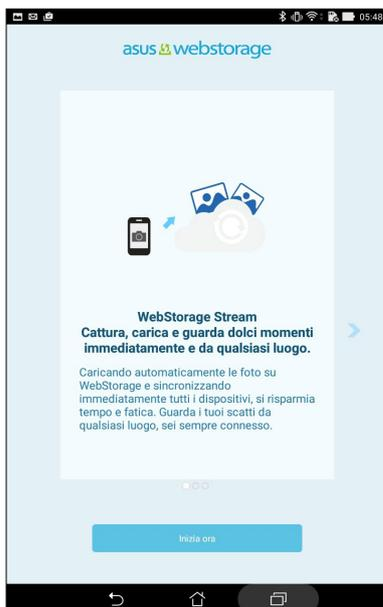 05:48
asus webstorage
WebStorage Stream
Cattura, carica e guarda dolci momenti
immediatamente e da qualsiasi luogo.
Caricando automaticamente le foto su
WebStorage e sincronizzando
immediatamente tutti i dispositivi, si risparmia
tempo e fatica. Guarda i tuoi scatti da
qualsiasi luogo, sei sempre connesso.
Inizia ora